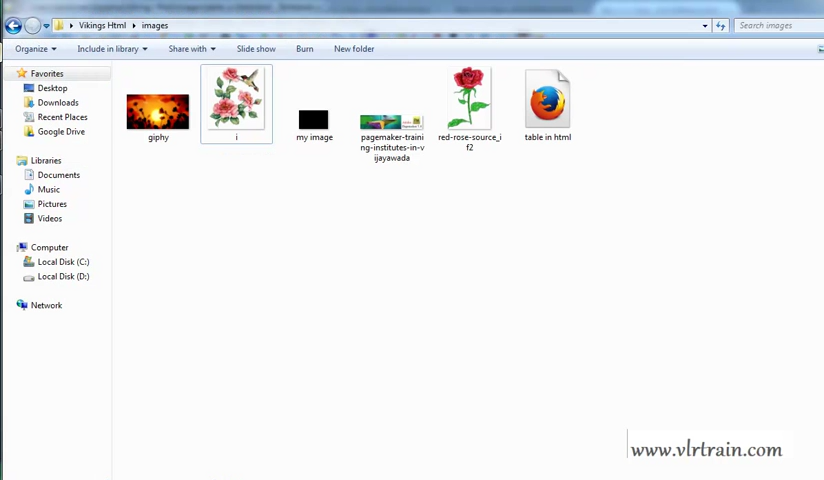 Vikings Html ▸ images
Search images
Organize Include in library Share with Slide show Burn New folder
Favorites
Desktop
Downloads
Recent Places
Google Drive
Libraries
Documents
Music
Pictures
Videos
Computer
Local Disk (C:)
Local Disk (D:)
Network
giphy
i
my image
pagemaker-traini
ng-institutes-in-v
ijayawada
red-rose-source_i
f2
table in html
www.vlrtrain.com